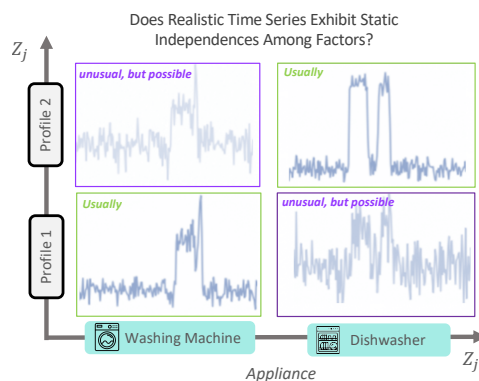 Does Realistic Time Series Exhibit Static
Independences Among Factors?
Z_j
unusual, but possible
Usually
Profile 2
Usually
unusual, but possible
Profile 1
Washing Machine
Dishwasher
Z_j
Appliance